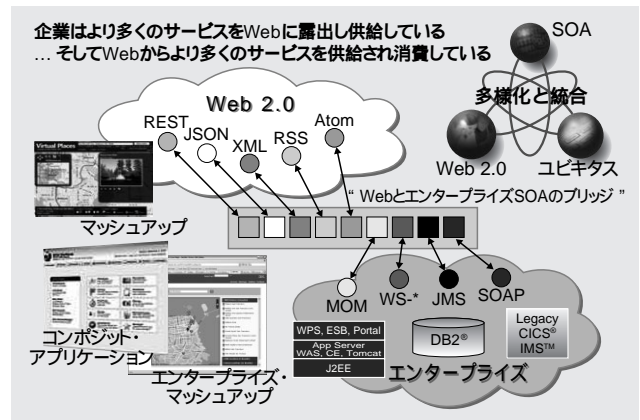 企業はより多くのサービスをWebに露出し供給している
… そしてWebからより多くのサービスを供給され消費している
SOA
多様化と統合
Web 2.0
ユビキタス
Web 2.0
REST
JSON
XML
RSS
Atom
“ WebとエンタープライズSOAのブリッジ ”
Virtual Places
マッシュアップ
コンポジット・
アプリケーション
エンタープライズ・
マッシュアップ
MOM
WS-*
JMS
SOAP
WPS, ESB, Portal
App Server
WAS, CE, Tomcat
J2EE
DB2®
Legacy
CICS®
IMS™
エンタープライズ